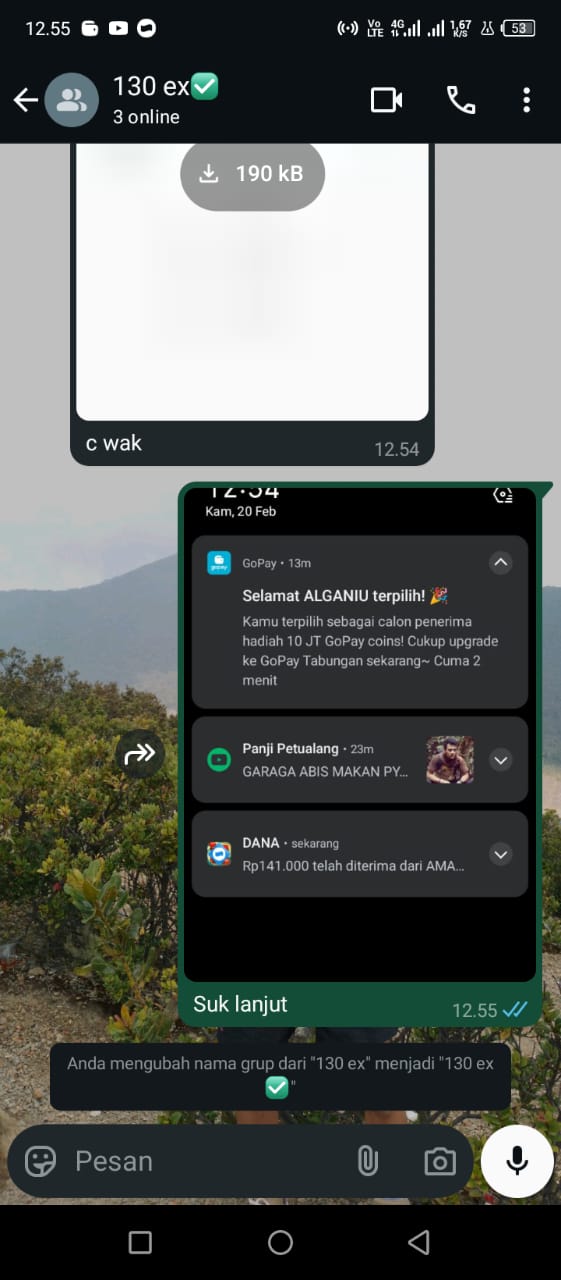 12.55
Vo
LTE
4G
1,67
K/S
53
130 ex✅
3 online
190 kB
c wak
12.54
12:54
Kam, 20 Feb
gopay
GoPay • 13m
Selamat ALGANIU terpilih! 🎉
Kamu terpilih sebagai calon penerima
hadiah 10 JT GoPay coins! Cukup upgrade
ke GoPay Tabungan sekarang~ Cuma 2
menit
Panji Petualang • 23m
GARAGA ABIS MAKAN PY...
DANA • sekarang
Rp141.000 telah diterima dari AMA...
Suk lanjut
12.55
Anda mengubah nama grup dari "130 ex" menjadi "130 ex
✅"
Pesan